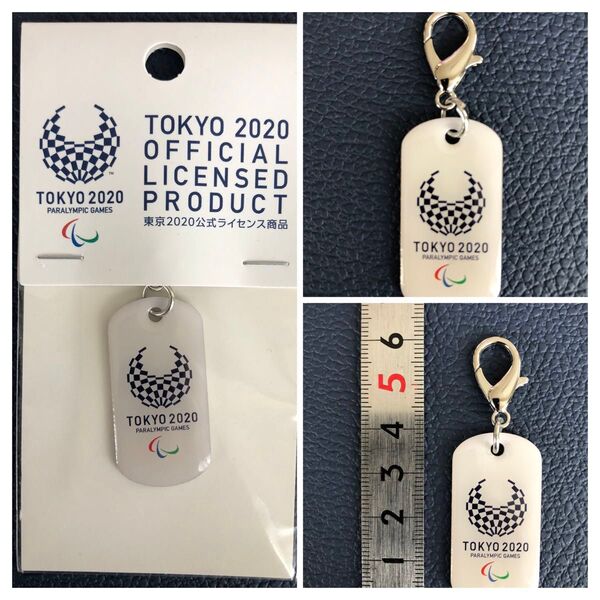 TOKYO 2020
PARALYMPIC GAMES
TOKYO 2020
OFFICIAL
LICENSED
PRODUCT
東京2020公式ライセンス商品
TOKYO 2020
PARALYMPIC GAMES
TOKYO 2020
PARALYMPIC GAMES
6
5
4
3
2
1
TOKYO 2020
PARALYMPIC GAMES